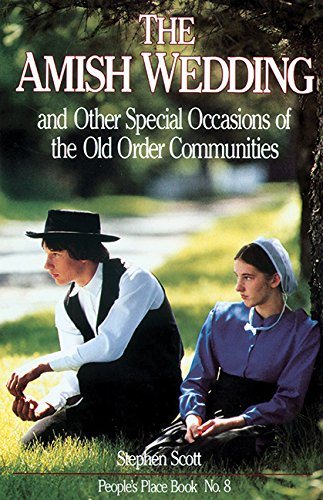 THE
AMISH WEDDING
and Other Special Occasions of
the Old Order Communities
Stephen Scott
People's Place Book No. 8